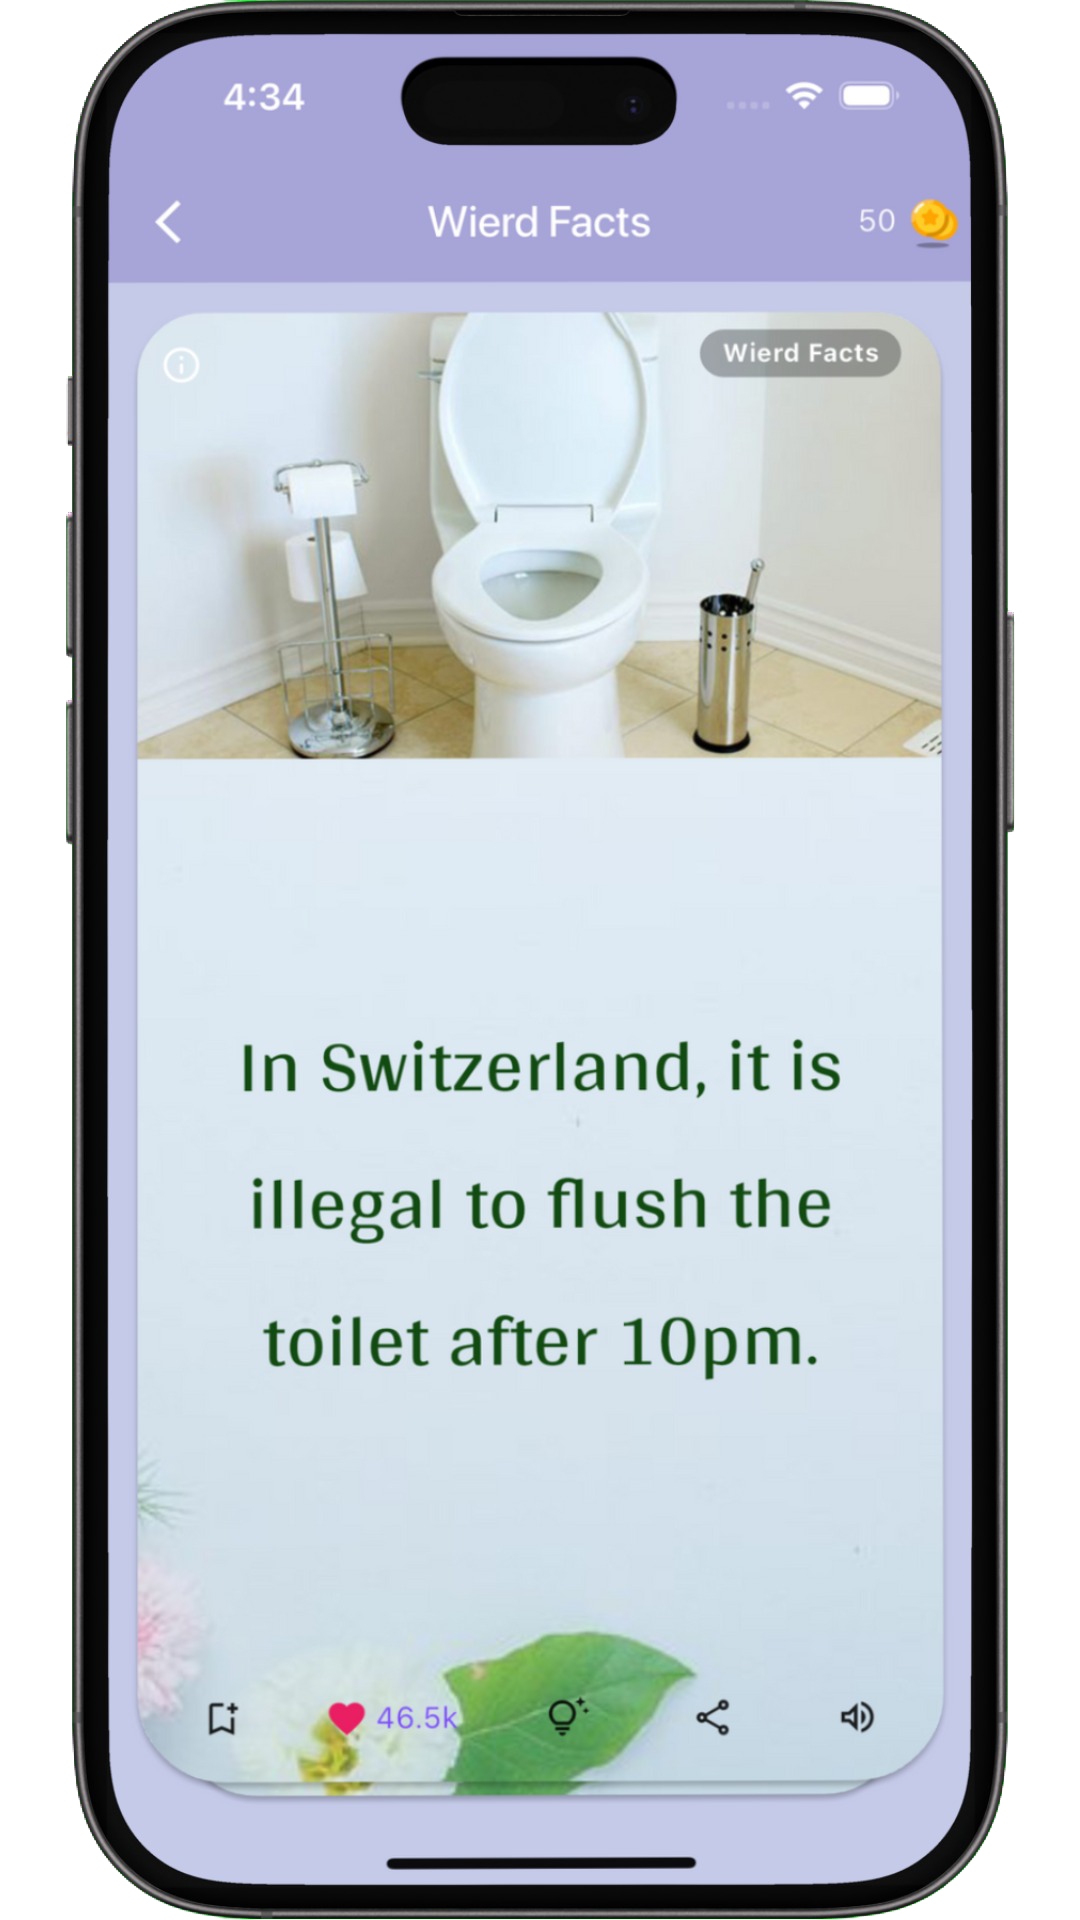 4:34
Wierd Facts
50
Wierd Facts
In Switzerland, it is
illegal to flush the
toilet after 10pm.
46.5k